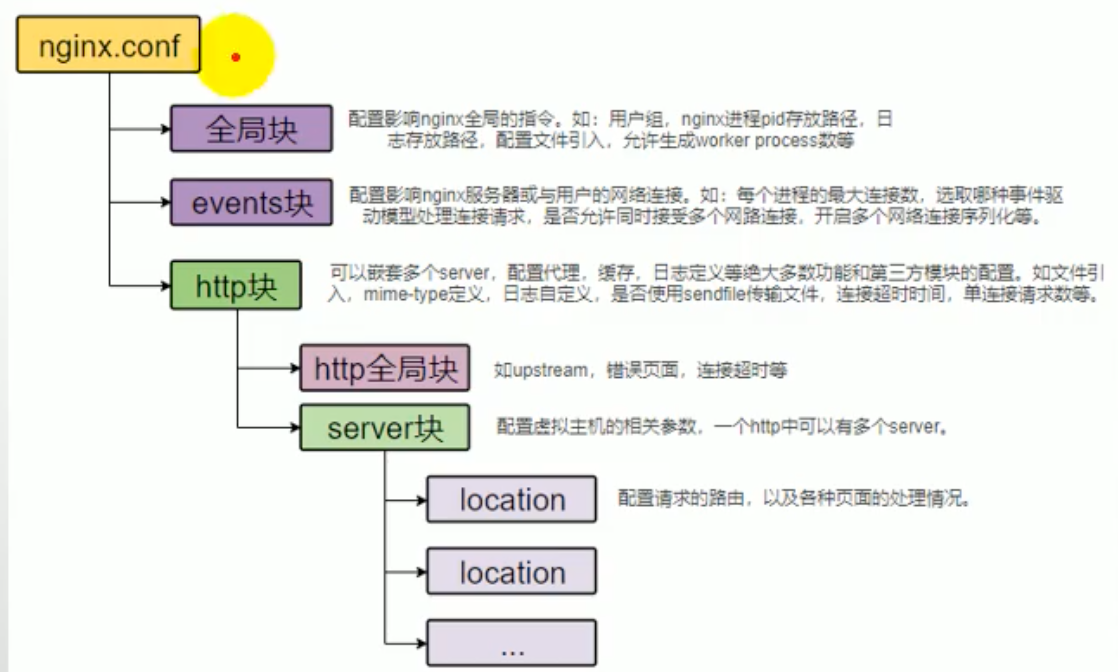 nginx.conf
全局块
配置影响nginx全局的指令。如：用户组，nginx进程pid存放路径，日
志存放路径，配置文件引入，允许生成worker process数等
events块
配置影响nginx服务器或与用户的网络连接。如：每个进程的最大连接数，选取哪种事件驱
动模型处理连接请求，是否允许同时接受多个网路连接，开启多个网络连接序列化等。
http块
可以嵌套多个server，配置代理，缓存，日志定义等绝大多数功能和第三方模块的配置。如文件引
入，mime-type定义，日志自定义，是否使用sendfile传输文件，连接超时时间，单连接请求数等。
http全局块
如upstream，错误页面，连接超时等
server块
配置虚拟主机的相关参数，一个http中可以有多个server。
location
配置请求的路由，以及各种页面的处理情况。
location
...